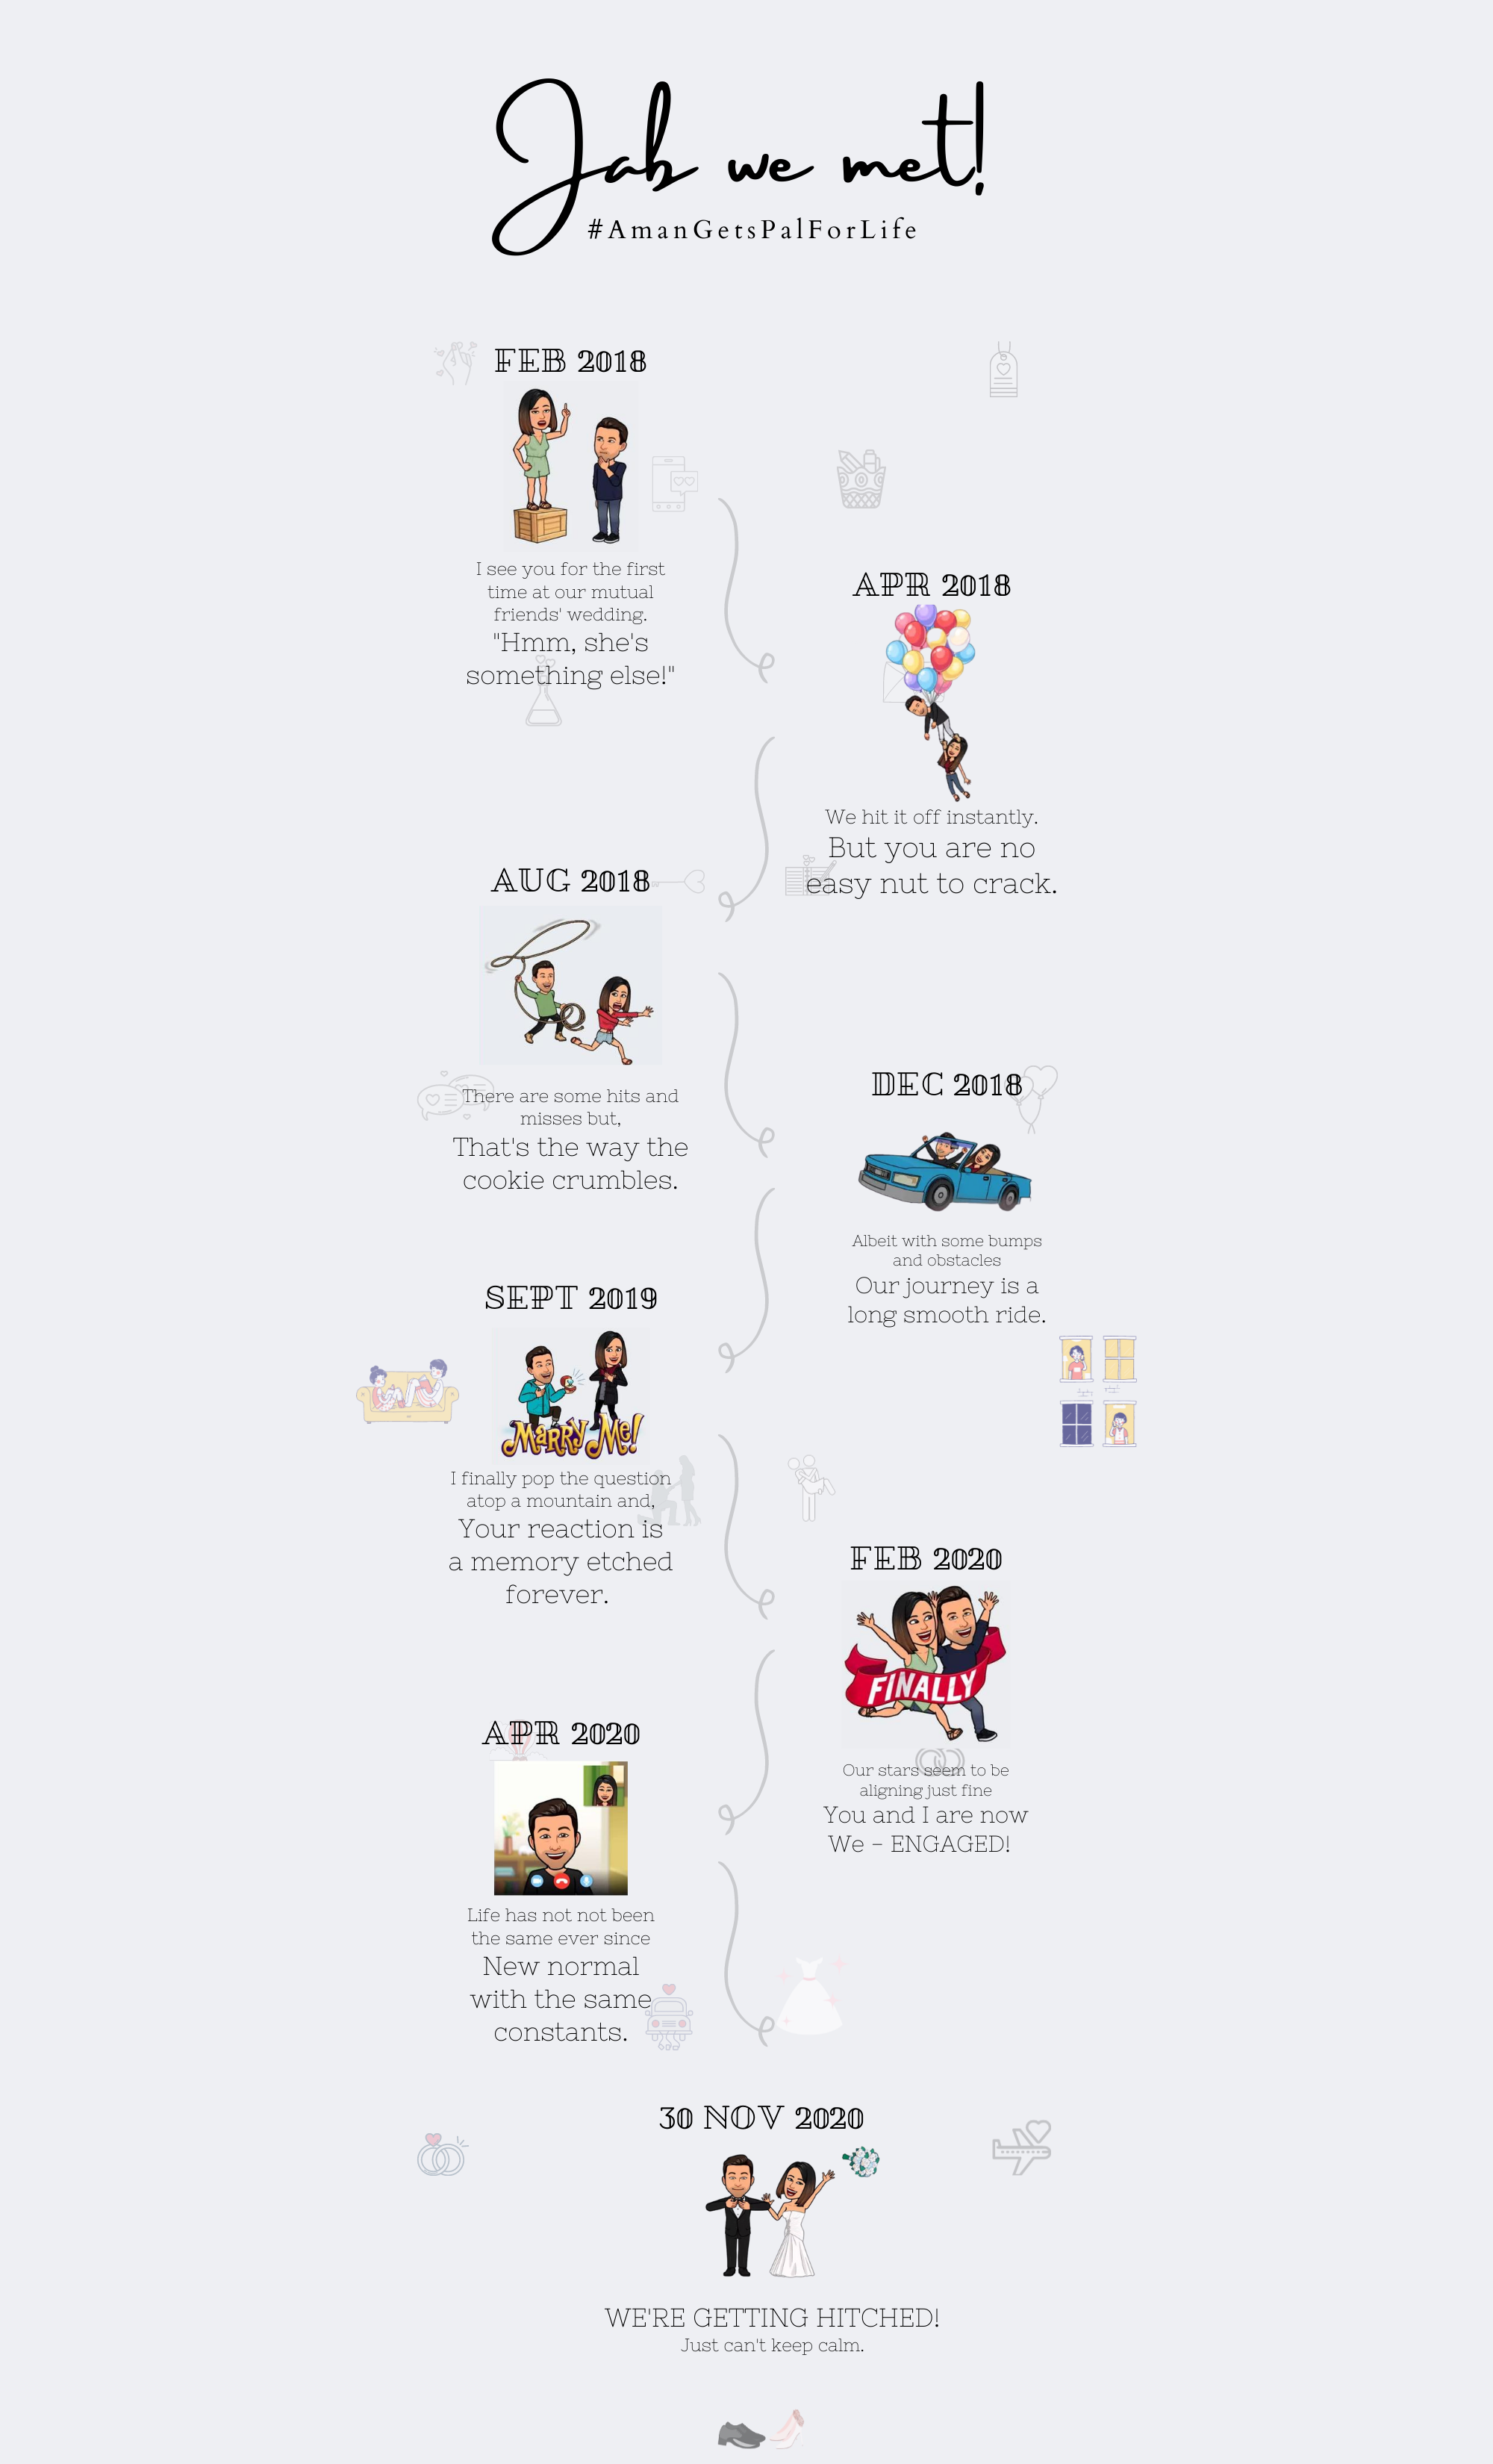 Jab we met!
#AmanGetsPalForLife
FEB 2018
I see you for the first
time at our mutual
friends' wedding.
"Hmm, she's
something else!"
APR 2018
We hit it off instantly.
But you are no
easy nut to crack.
AUG 2018
There are some hits and
misses but,
That's the way the
cookie crumbles.
DEC 2018
Albeit with some bumps
and obstacles
Our journey is a
long smooth ride.
SEPT 2019
MARRY ME!
I finally pop the question
atop a mountain and,
Your reaction is
a memory etched
forever.
FEB 2020
FINALLY
Our stars seem to be
aligning just fine
You and I are now
We - ENGAGED!
APR 2020
Life has not not been
the same ever since
New normal
with the same
constants.
30 NOV 2020
WE'RE GETTING HITCHED!
Just can't keep calm.